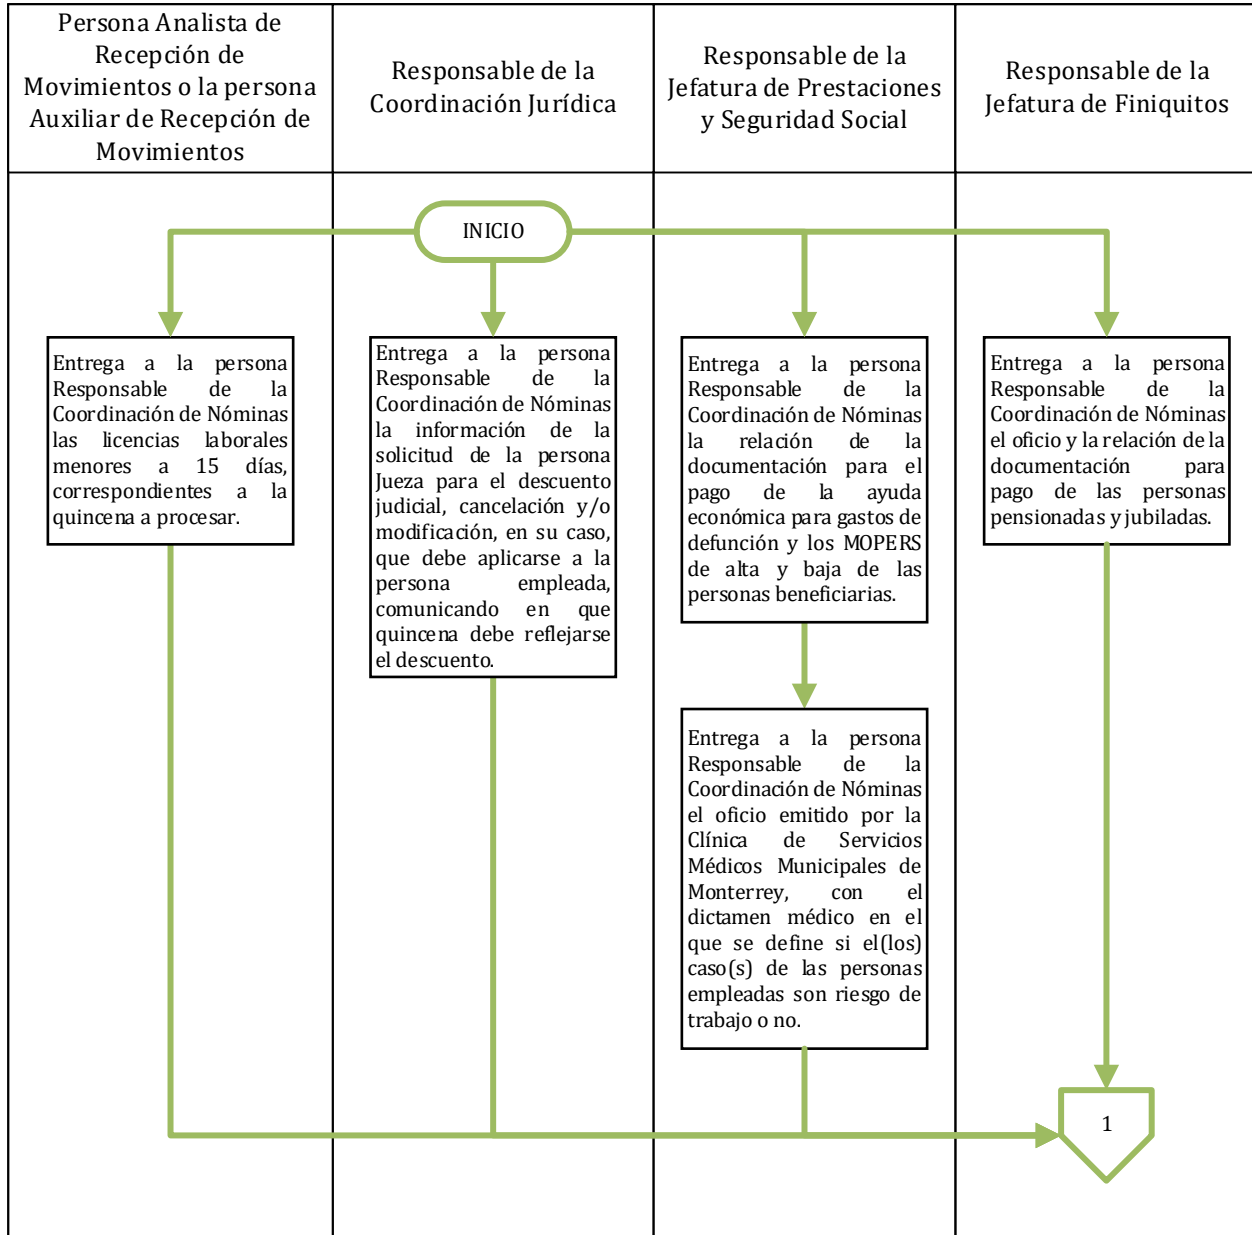 Persona Analista de
Recepción de
Movimientos o la persona
Auxiliar de Recepción de
Movimientos
Responsable de la
Coordinación Jurídica
Responsable de la
Jefatura de Prestaciones
y Seguridad Social
Responsable de la
Jefatura de Finiquitos
INICIO
Entrega a la persona
Responsable de la
Coordinación de Nóminas
las licencias laborales
menores a 15 días,
correspondientes a la
quincena a procesar.
Entrega a la persona
Responsable de la
Coordinación de Nóminas
la información de la
solicitud de la persona
Jueza para el descuento
judicial, cancelación y/o
modificación, en su caso,
que debe aplicarse a la
persona empleada,
comunicando en que
quincena debe reflejarse
el descuento.
Entrega a la persona
Responsable de la
Coordinación de Nóminas
la relación de la
documentación para el
pago de la ayuda
económica para gastos de
defunción y los MOPERS
de alta y baja de las
personas beneficiarias.
Entrega a la persona
Responsable de la
Coordinación de Nóminas
el oficio y la relación de la
documentación para
pago de las personas
pensionadas y jubiladas.
Entrega a la persona
Responsable de la
Coordinación de Nóminas
el oficio emitido por la
Clínica de Servicios
Médicos Municipales de
Monterrey, con el
dictamen médico en el
que se define si el(los)
caso(s) de las personas
empleadas son riesgo de
trabajo o no.
1